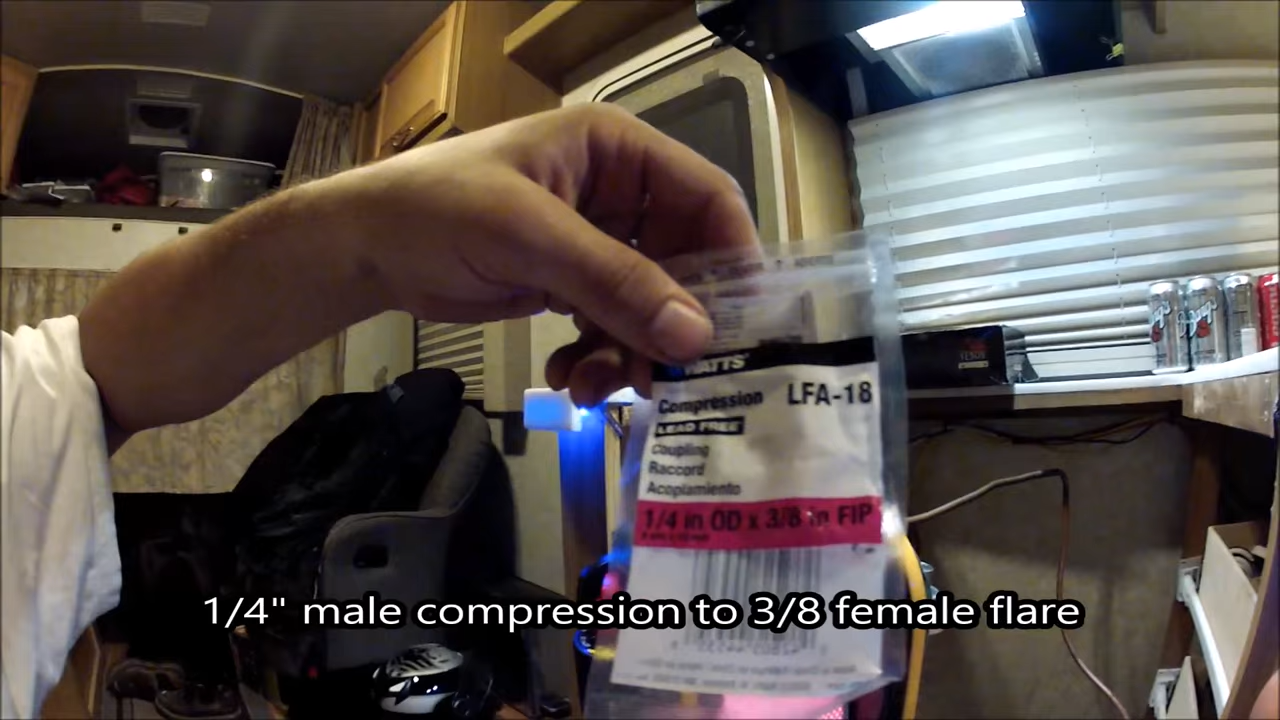 WATTS
Compression LFA-18
LEAD FREE
Coupling
Raccord
Acoplamiento
1/4 in OD x 3/8 in FIP
1/4" male compression to 3/8 female flare